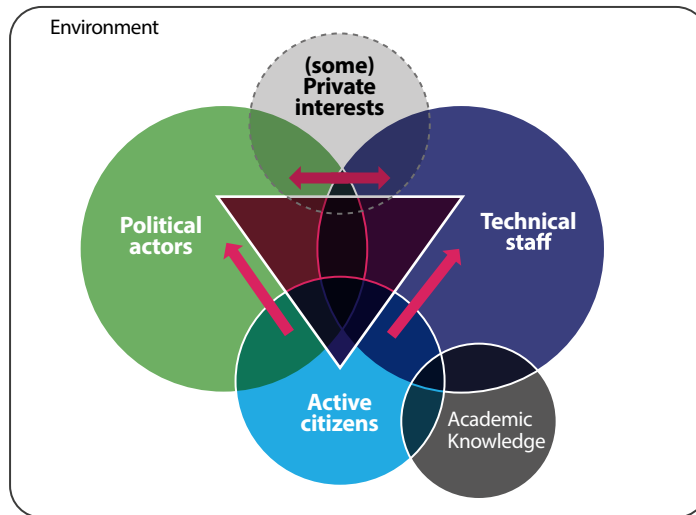 Environment
(some)
Private
interests
Political
actors
Technical
staff
Active
citizens
Academic
Knowledge